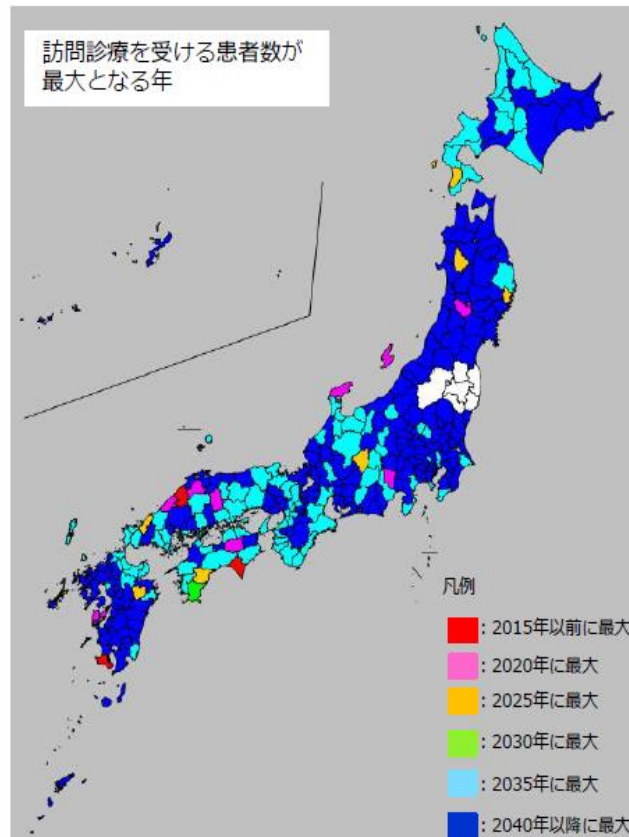 訪問診療を受ける患者数が
最大となる年
凡例
：2015年以前に最大
：2020年に最大
：2025年に最大
：2030年に最大
：2035年に最大
：2040年以降に最大